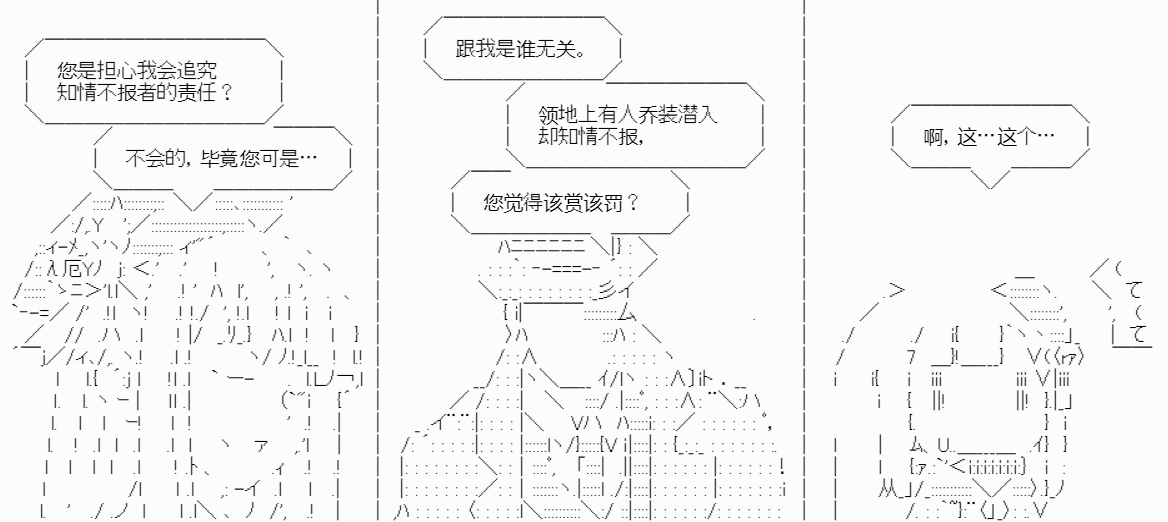 您是担心我会追究
知情不报者的责任？
不会的，毕竟您可是…
跟我是谁无关。
领地上有人乔装潜入
却知情不报，
您觉得该赏该罚？
啊，这…这个…